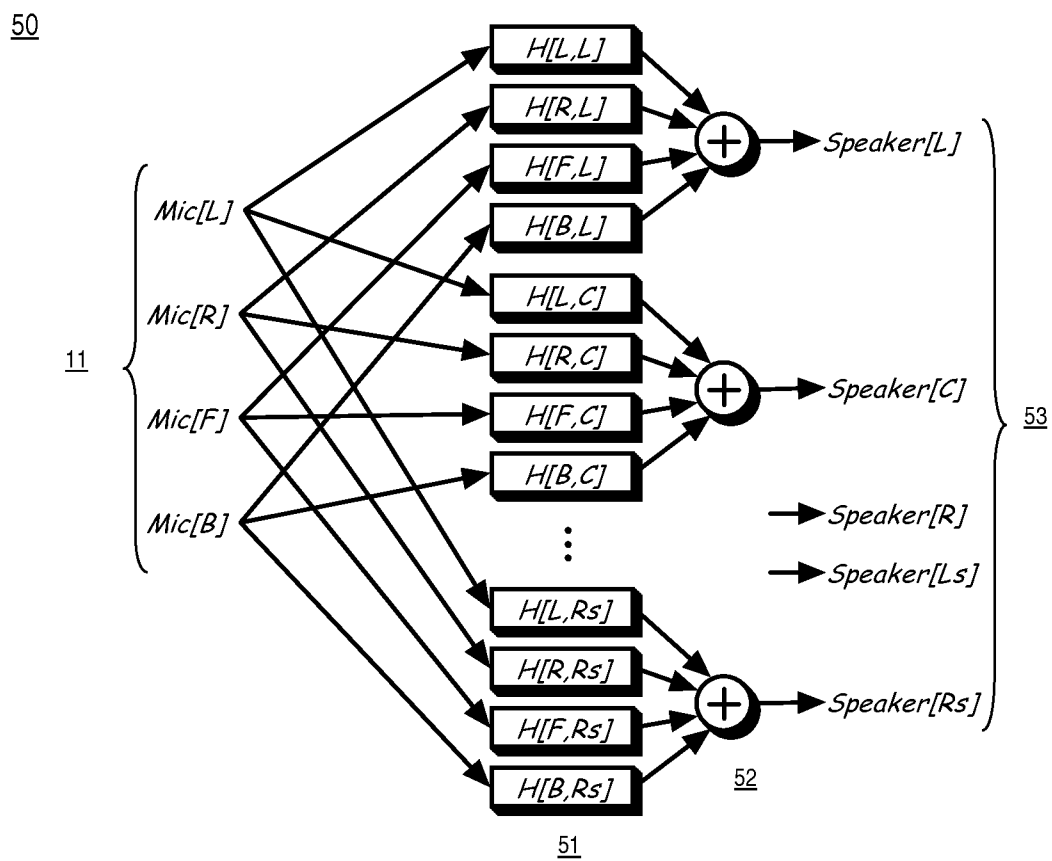 50
H[L,L]
H[R,L]
H[F,L]
H[B,L]
Speaker[L]
Mic[L]
Mic[R]
Mic[F]
Mic[B]
11
H[L,C]
H[R,C]
H[F,C]
H[B,C]
Speaker[C]
53
Speaker[R]
Speaker[Ls]
H[L,Rs]
H[R,Rs]
H[F,Rs]
H[B,Rs]
Speaker[Rs]
52
51